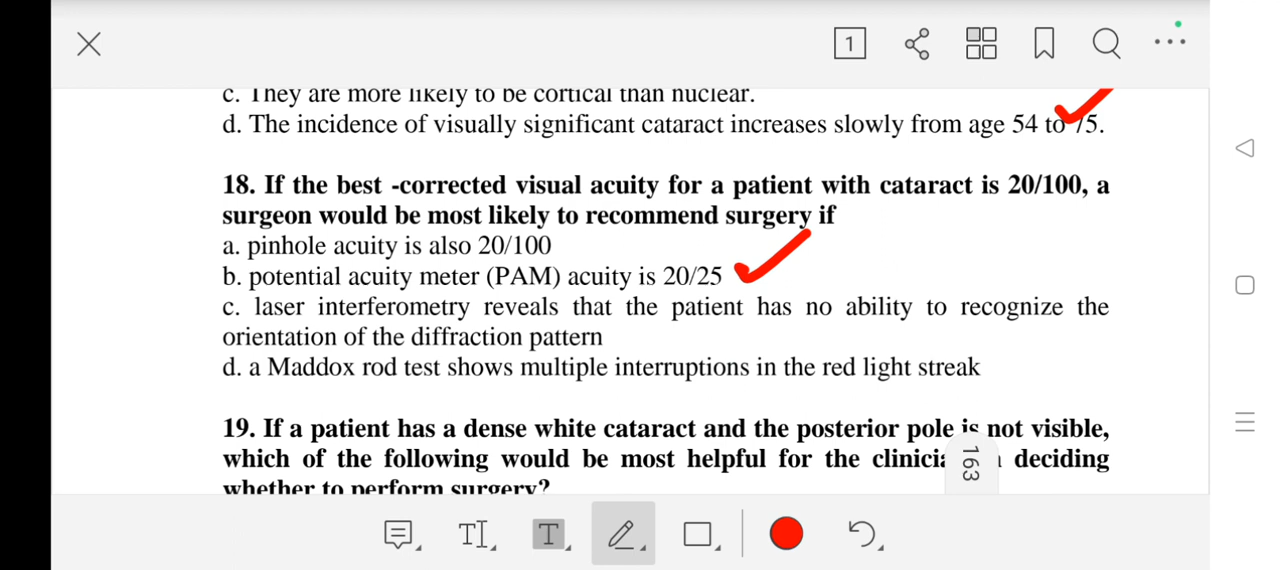 1
c. They are more likely to be cortical than nuclear.
d. The incidence of visually significant cataract increases slowly from age 54 to 75.
18. If the best -corrected visual acuity for a patient with cataract is 20/100, a
surgeon would be most likely to recommend surgery if
a. pinhole acuity is also 20/100
b. potential acuity meter (PAM) acuity is 20/25
c. laser interferometry reveals that the patient has no ability to recognize the
orientation of the diffraction pattern
d. a Maddox rod test shows multiple interruptions in the red light streak
19. If a patient has a dense white cataract and the posterior pole is not visible,
which of the following would be most helpful for the deciding
whether to perform surgery?
163
T
T